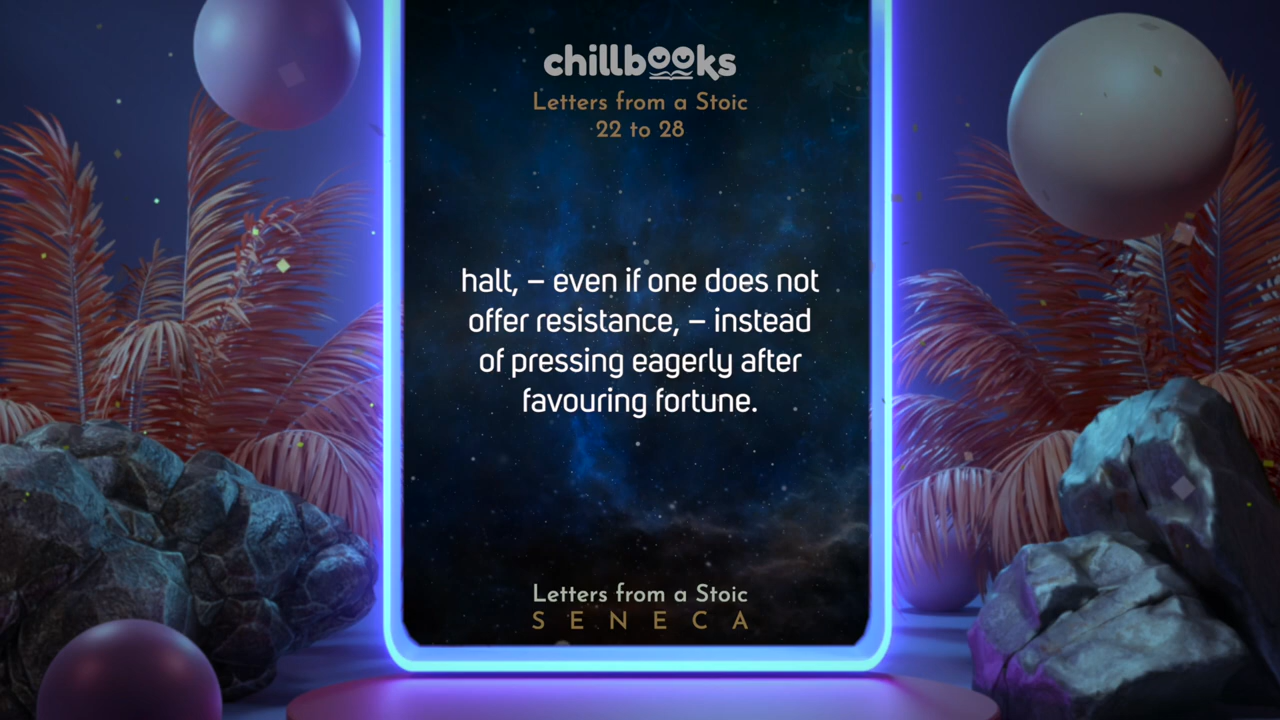 chillbooks
Letters from a Stoic
22 to 28
halt, – even if one does not
offer resistance, – instead
of pressing eagerly after
favouring fortune.
Letters from a Stoic
SENECA